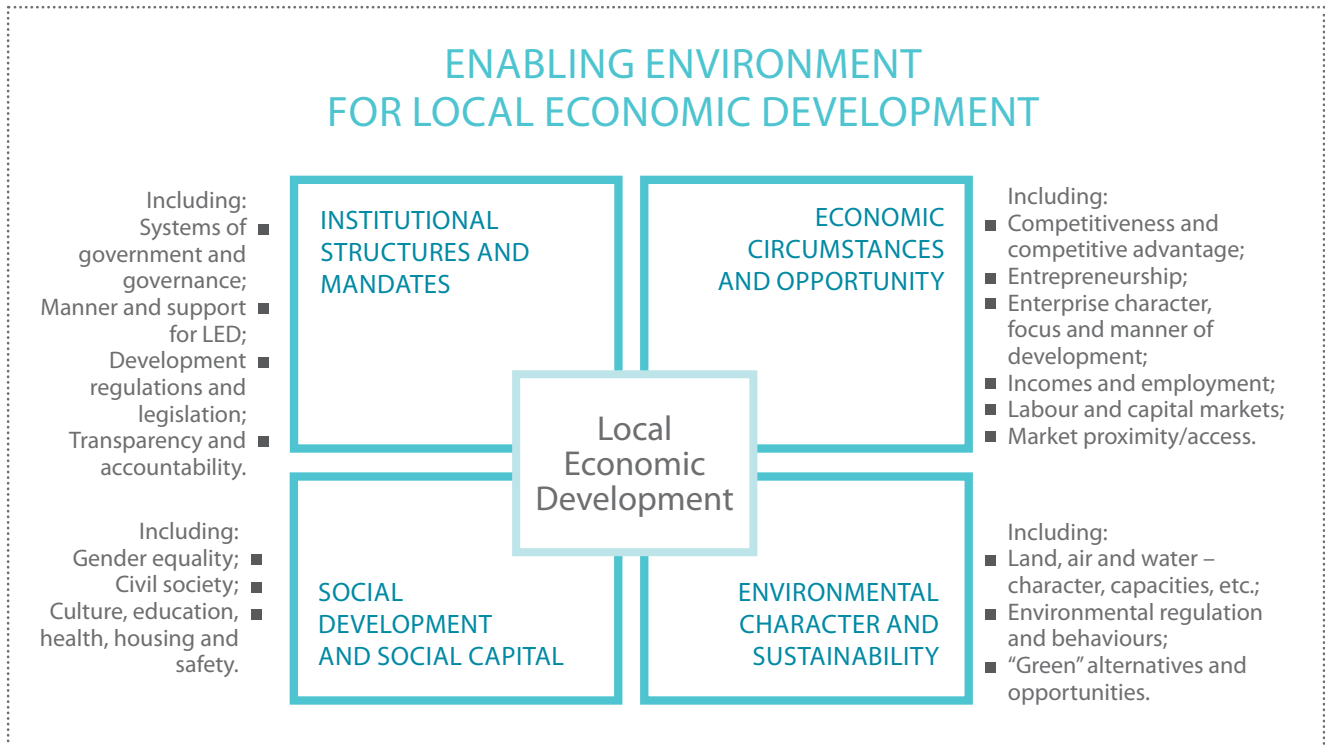 ENABLING ENVIRONMENT
FOR LOCAL ECONOMIC DEVELOPMENT
Including:
Systems of
government and
governance;
Manner and support
for LED;
Development
regulations and
legislation;
Transparency and
accountability.
INSTITUTIONAL
STRUCTURES AND
MANDATES
ECONOMIC
CIRCUMSTANCES
AND OPPORTUNITY
Including:
Competitiveness and
competitive advantage;
Entrepreneurship;
Enterprise character,
focus and manner of
development;
Incomes and employment;
Labour and capital markets;
Market proximity/access.
Local
Economic
Development
Including:
Gender equality;
Civil society;
Culture, education,
health, housing and
safety.
SOCIAL
DEVELOPMENT
AND SOCIAL CAPITAL
ENVIRONMENTAL
CHARACTER AND
SUSTAINABILITY
Including:
Land, air and water –
character, capacities, etc.;
Environmental regulation
and behaviours;
“Green” alternatives and
opportunities.